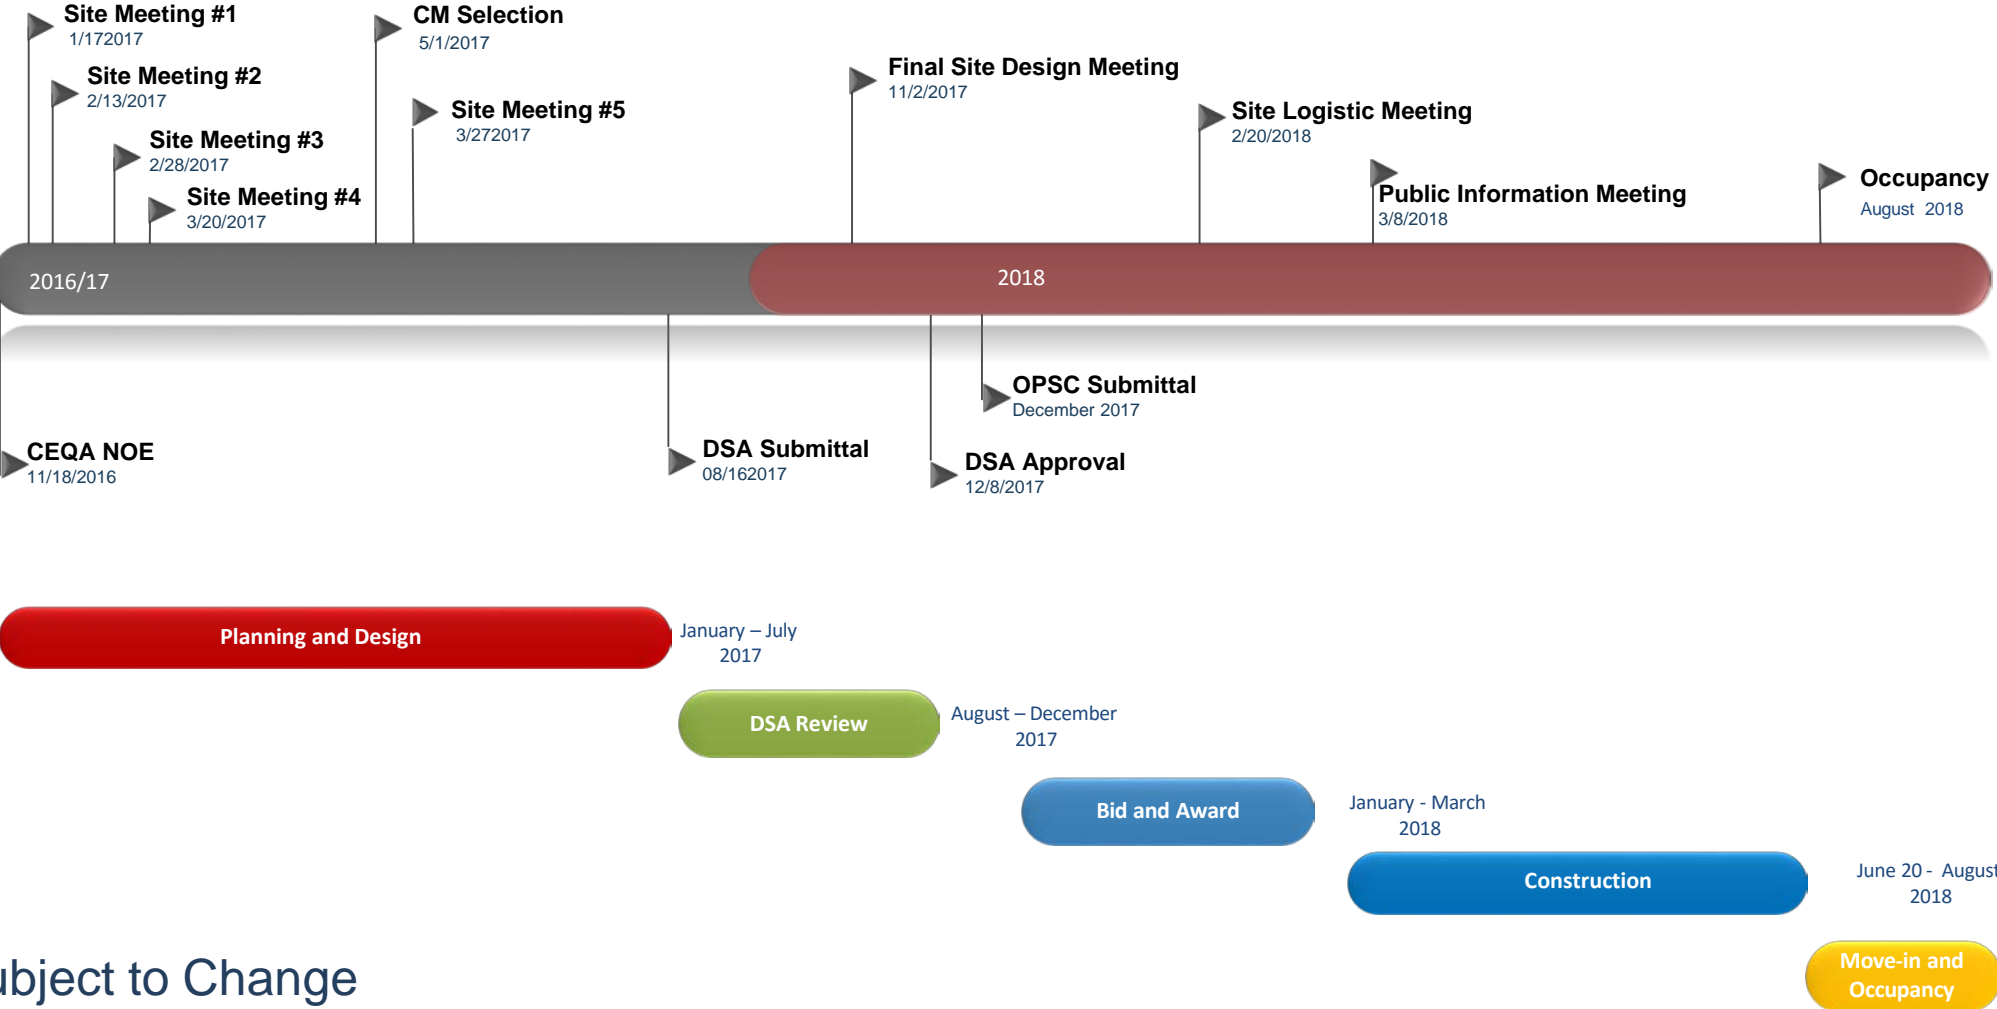 Site Meeting #1
1/172017
Site Meeting #2
2/13/2017
Site Meeting #3
2/28/2017
Site Meeting #4
3/20/2017
CM Selection
5/1/2017
Site Meeting #5
3/272017
Final Site Design Meeting
11/2/2017
Site Logistic Meeting
2/20/2018
Public Information Meeting
3/8/2018
Occupancy
August 2018
2016/17
2018
CEQA NOE
11/18/2016
DSA Submittal
08/162017
OPSC Submittal
December 2017
DSA Approval
12/8/2017
Planning and Design
January – July
2017
DSA Review
August – December
2017
Bid and Award
January - March
2018
Construction
June 20 - August
2018
Move-in and
Occupancy
ubject to Change